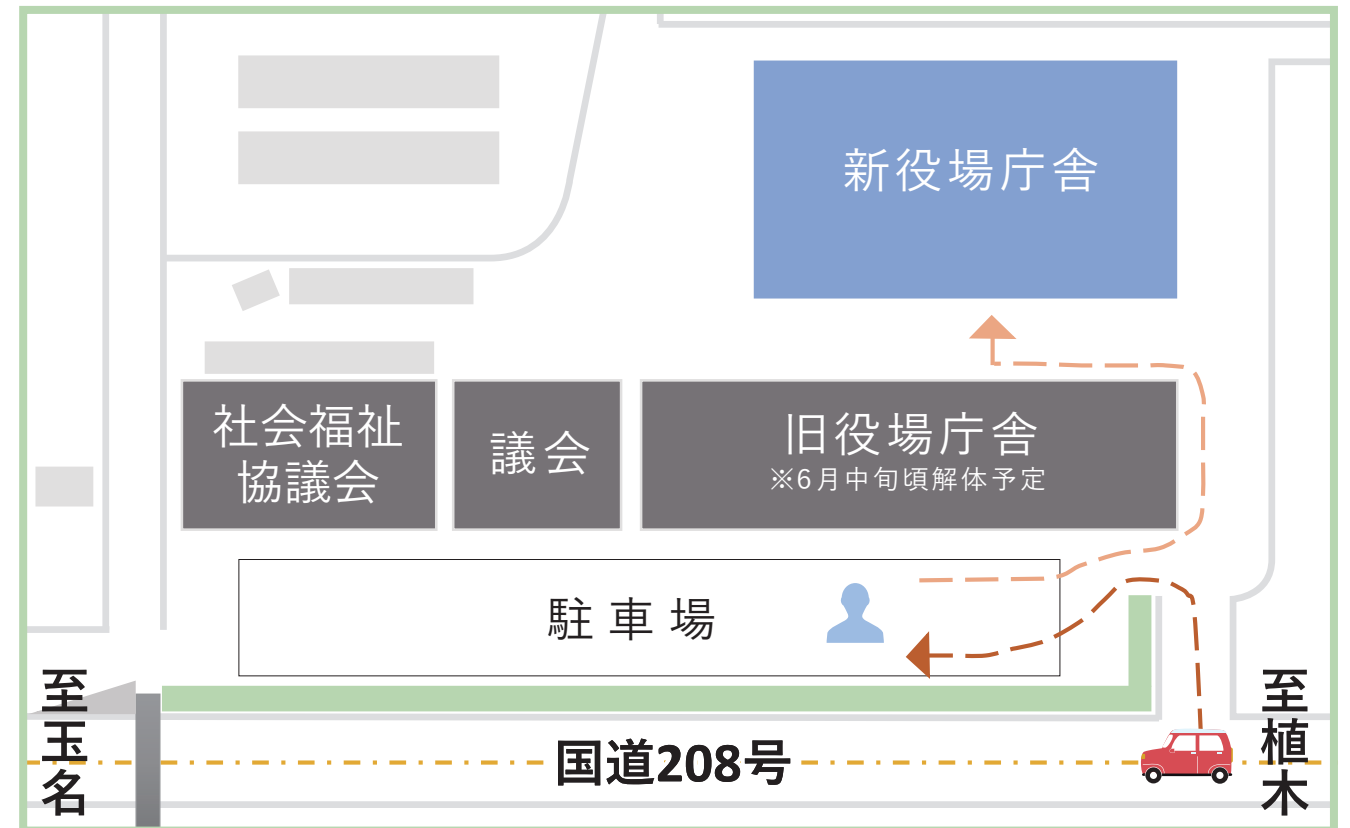 新役場庁舎
社会福祉
協議会
議会
旧役場庁舎
※6月中旬頃解体予定
駐車場
至玉名
国道208号
至植木